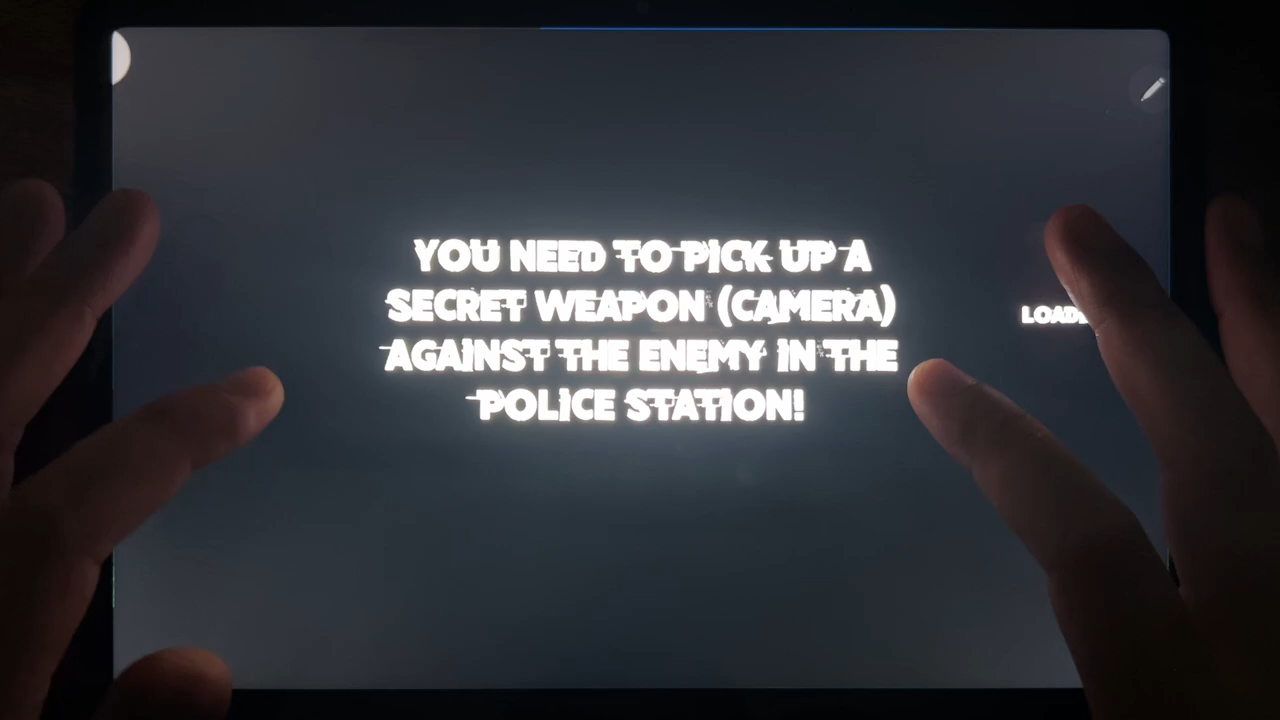 YOU NEED TO PICK UP A
SECRET WEAPON (CAMERA)
AGAINST THE ENEMY IN THE
POLICE STATION!